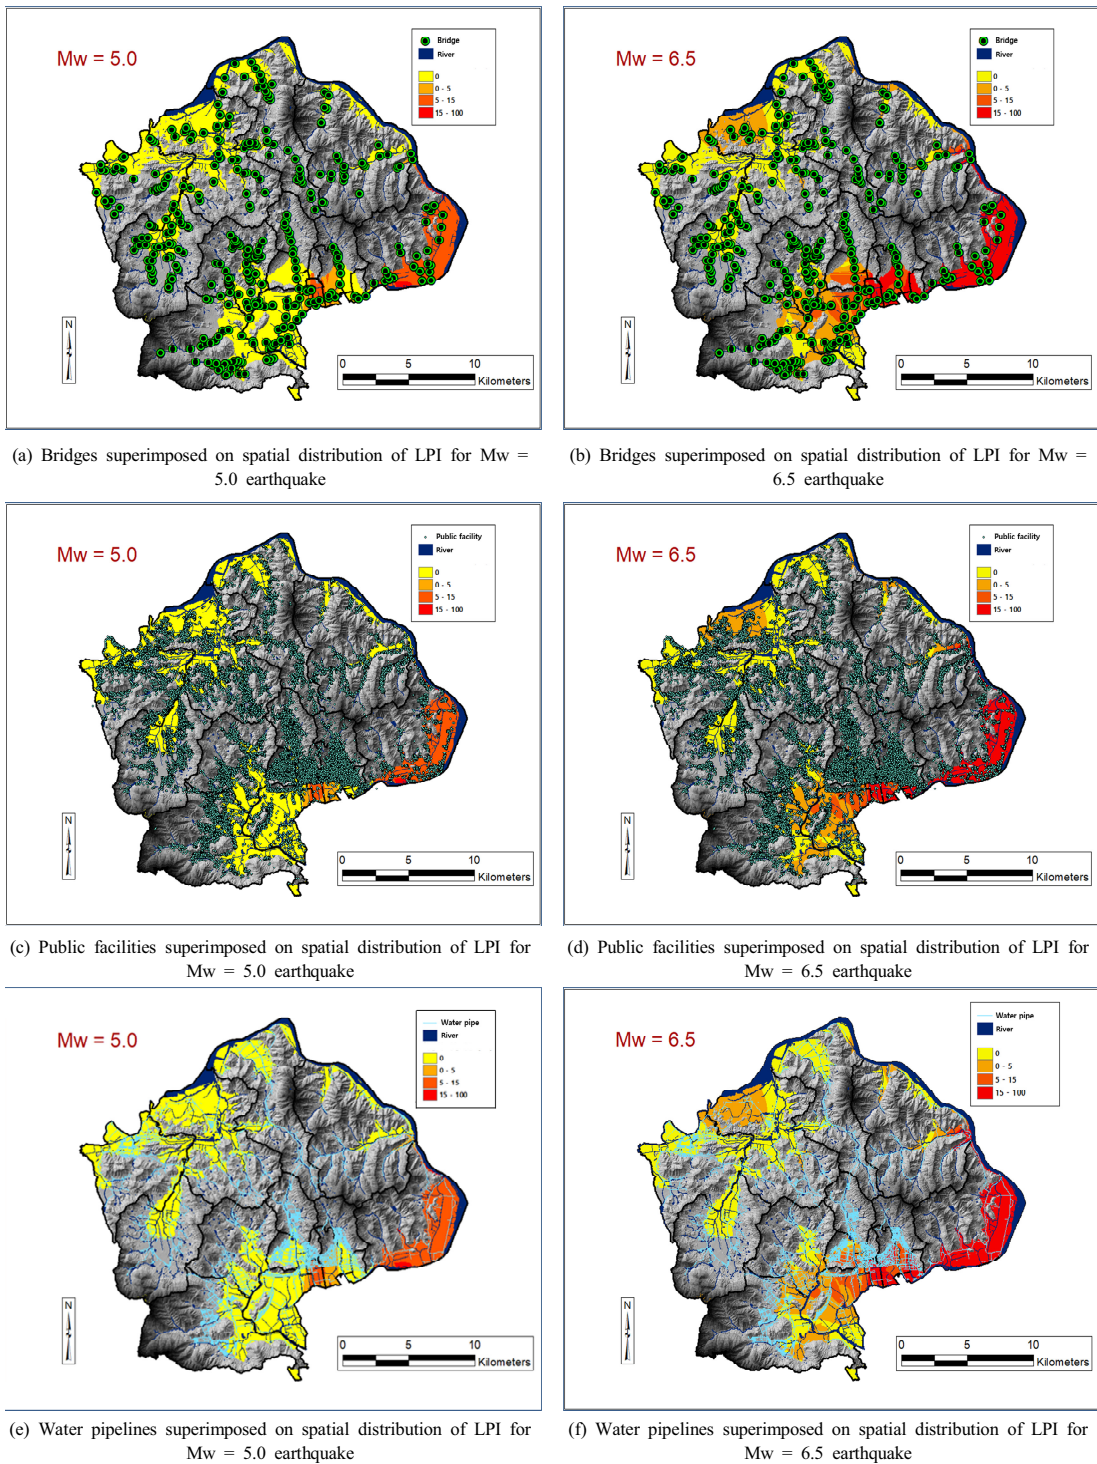 Mw = 5.0
Bridge
River
0
0 - 5
5 - 15
15 - 100
N
0 5 10
Kilometers
Mw = 6.5
Bridge
River
0
0 - 5
5 - 15
15 - 100
N
0 5 10
Kilometers
(a) Bridges superimposed on spatial distribution of LPI for Mw =
5.0 earthquake
(b) Bridges superimposed on spatial distribution of LPI for Mw =
6.5 earthquake
Mw = 5.0
Public facility
River
0
0 - 5
5 - 15
15 - 100
N
0 5 10
Kilometers
Mw = 6.5
Public facility
River
0
0 - 5
5 - 15
15 - 100
N
0 5 10
Kilometers
(c) Public facilities superimposed on spatial distribution of LPI for
Mw = 5.0 earthquake
(d) Public facilities superimposed on spatial distribution of LPI for
Mw = 6.5 earthquake
Mw = 5.0
Water pipe
River
0
0 - 5
5 - 15
15 - 100
N
0 5 10
Kilometers
Mw = 6.5
Water pipe
River
0
0 - 5
5 - 15
15 - 100
N
0 5 10
Kilometers
(e) Water pipelines superimposed on spatial distribution of LPI for
Mw = 5.0 earthquake
(f) Water pipelines superimposed on spatial distribution of LPI for
Mw = 6.5 earthquake